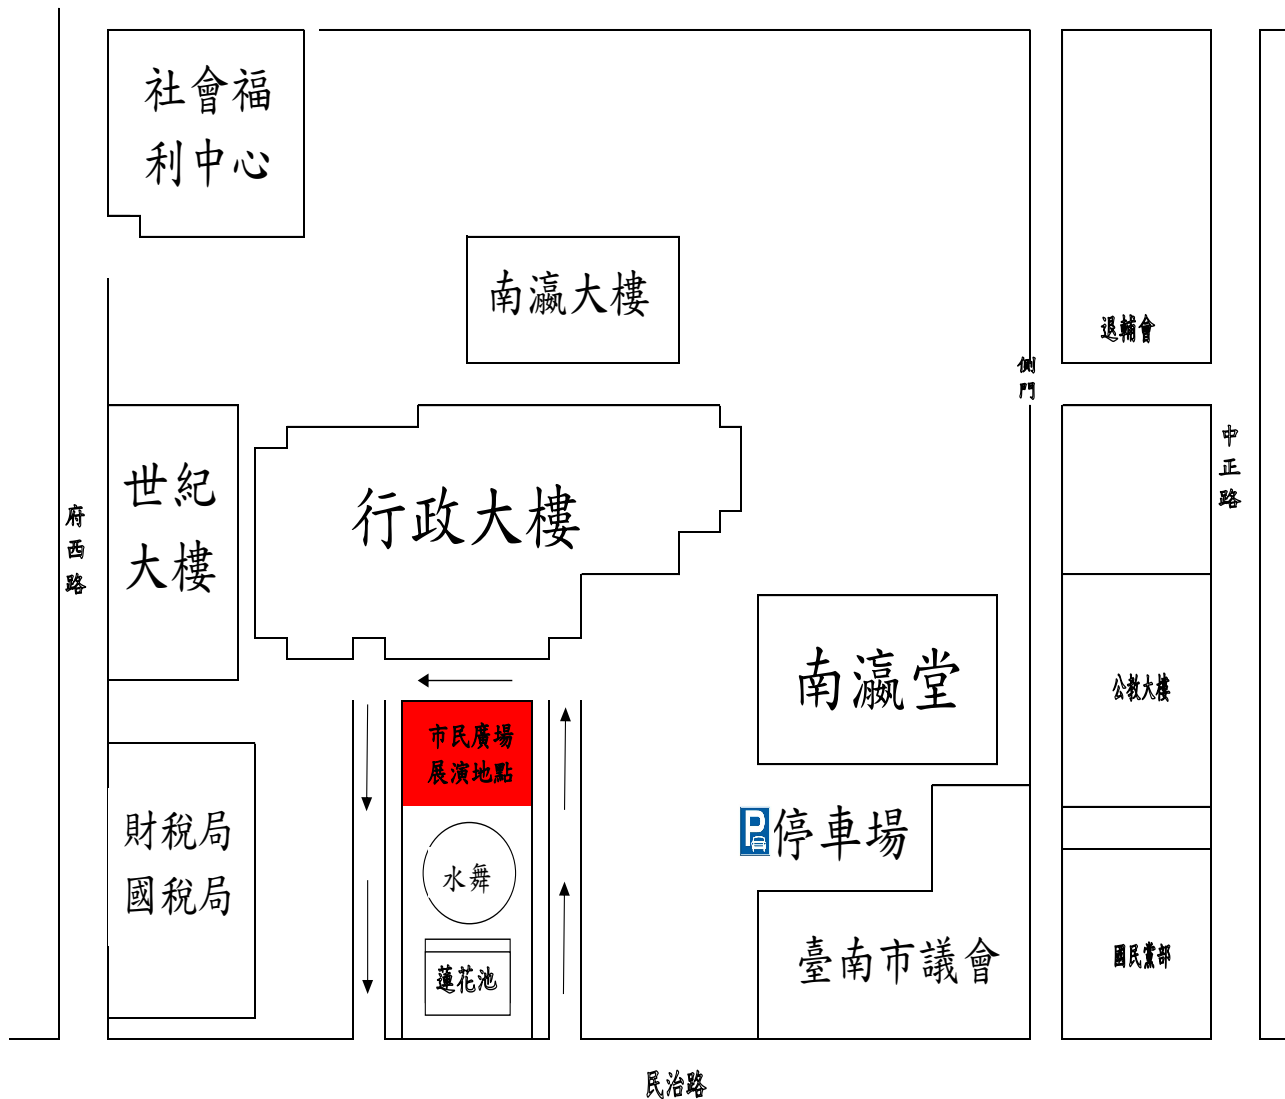 社會福
利中心
南瀛大樓
退輔會
側
門
世紀
大樓
行政大樓
中
正
路
府
西
路
南瀛堂
公教大樓
市民廣場
展演地點
財稅局
國稅局
水舞
P
停車場
蓮花池
臺南市議會
國民黨部
民治路